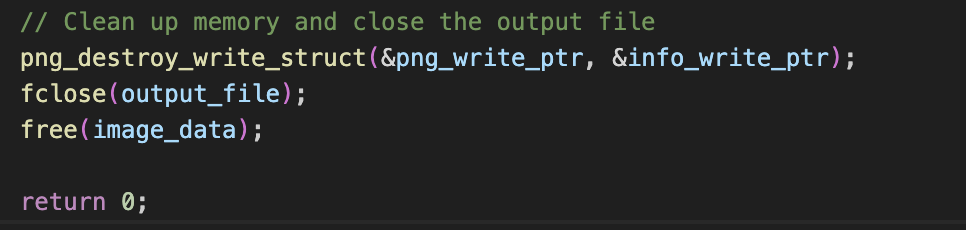 // Clean up memory and close the output file
png_destroy_write_struct(&png_write_ptr, &info_write_ptr);
fclose(output_file);
free(image_data);
return 0;